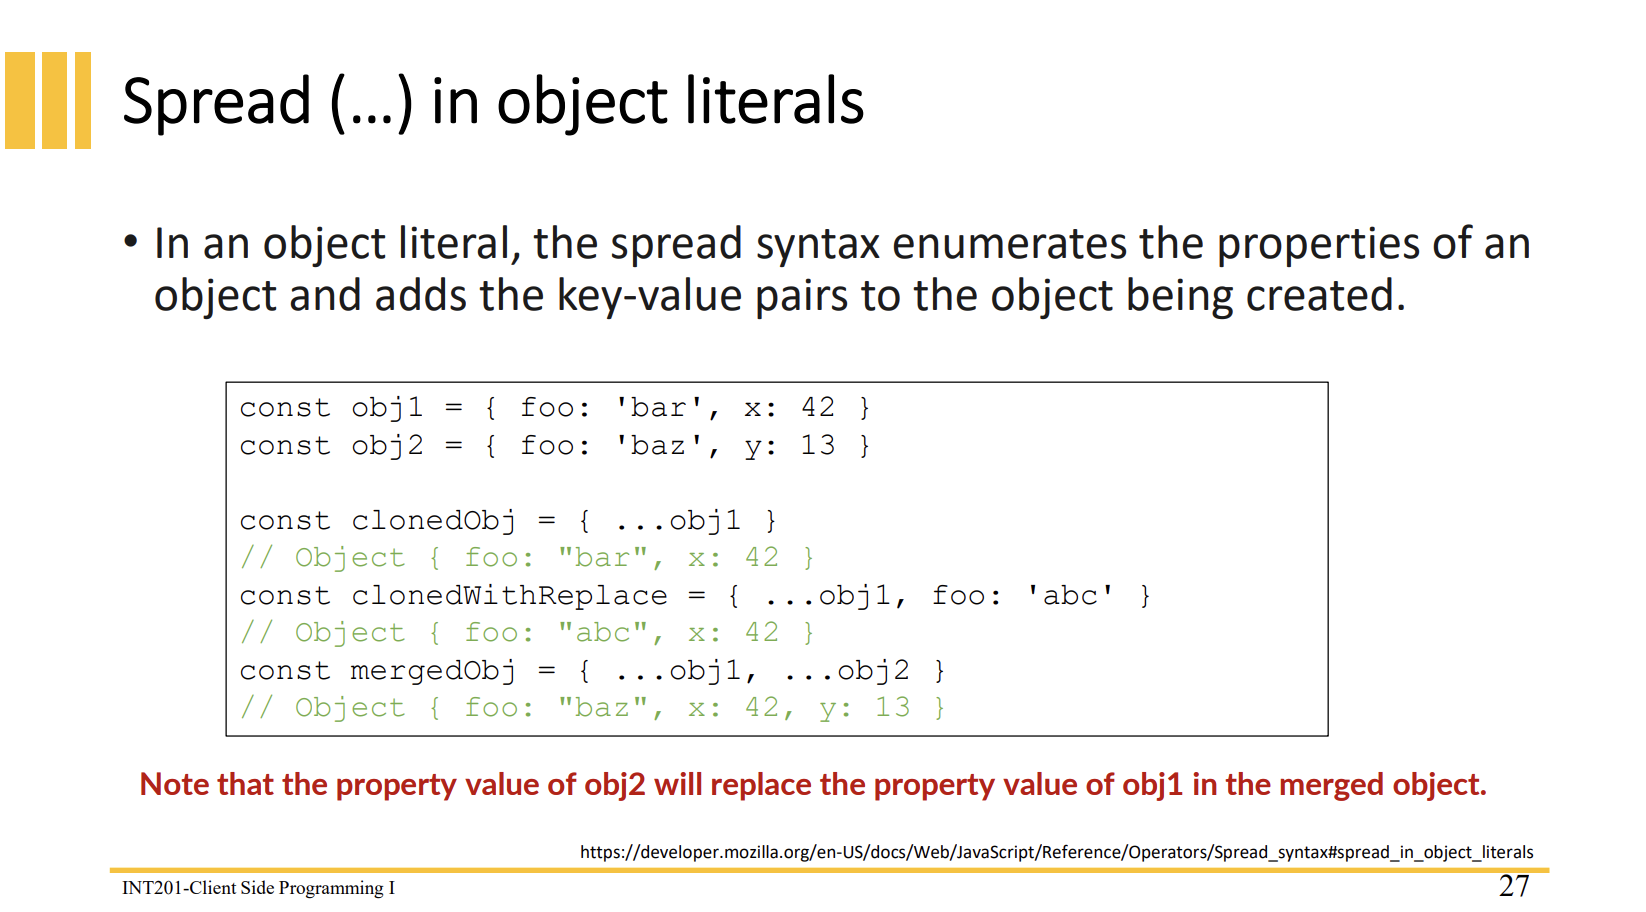 Spread (…) in object literals
• In an object literal, the spread syntax enumerates the properties of an
object and adds the key-value pairs to the object being created.
const obj1 = { foo: 'bar', x: 42 }
const obj2 = { foo: 'baz', y: 13 }
const clonedObj = { ...obj1 }
// Object { foo: "bar", x: 42 }
const clonedWithReplace = { ...obj1, foo: 'abc' }
// Object { foo: "abc", x: 42 }
const mergedObj = { ...obj1, ...obj2 }
// Object { foo: "baz", x: 42, y: 13 }
Note that the property value of obj2 will replace the property value of obj1 in the merged object.
https://developer.mozilla.org/en-US/docs/Web/JavaScript/Reference/Operators/Spread_syntax#spread_in_object_literals
INT201-Client Side Programming I
27